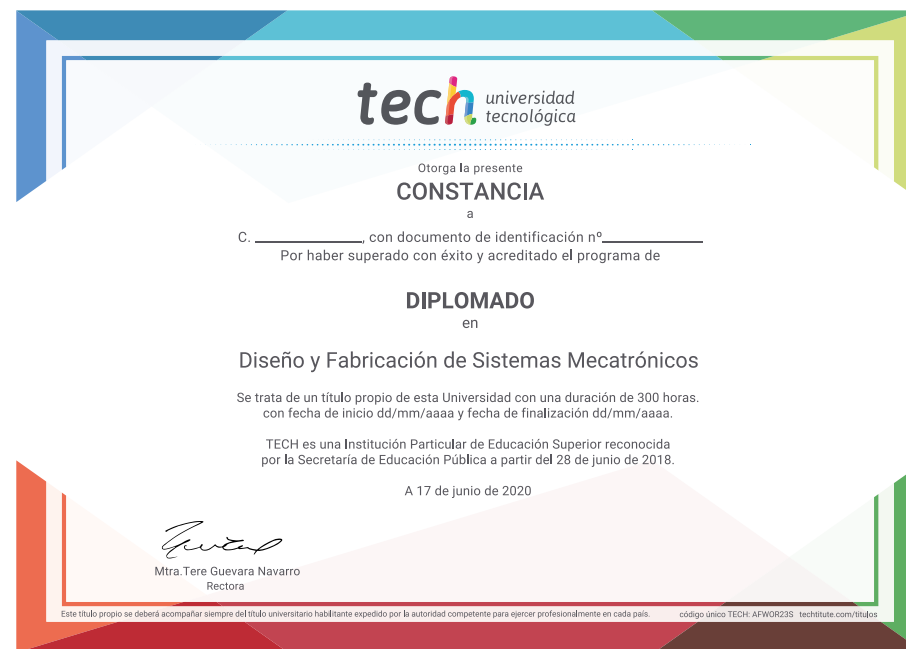 tech universidad
tecnológica
Otorga la presente
CONSTANCIA
a
C. ______________, con documento de identificación nº_____________
Por haber superado con éxito y acreditado el programa de
DIPLOMADO
en
Diseño y Fabricación de Sistemas Mecatrónicos
Se trata de un título propio de esta Universidad con una duración de 300 horas.
con fecha de inicio dd/mm/aaaa y fecha de finalización dd/mm/aaaa.
TECH es una Institución Particular de Educación Superior reconocida
por la Secretaría de Educación Pública a partir del 28 de junio de 2018.
A 17 de junio de 2020
Mtra.Tere Guevara Navarro
Rectora
Este título propio se deberá acompañar siempre del título universitario habilitante expedido por la autoridad competente para ejercer profesionalmente en cada país. código único TECH: AFWOR23S techtitute.com/titulos